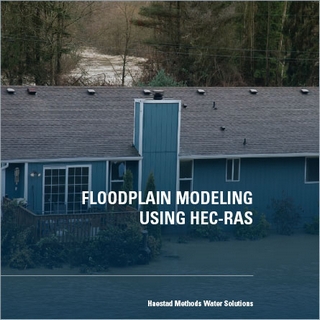 FLOODPLAIN MODELING
USING HEC-RAS
Haestad Methods Water Solutions